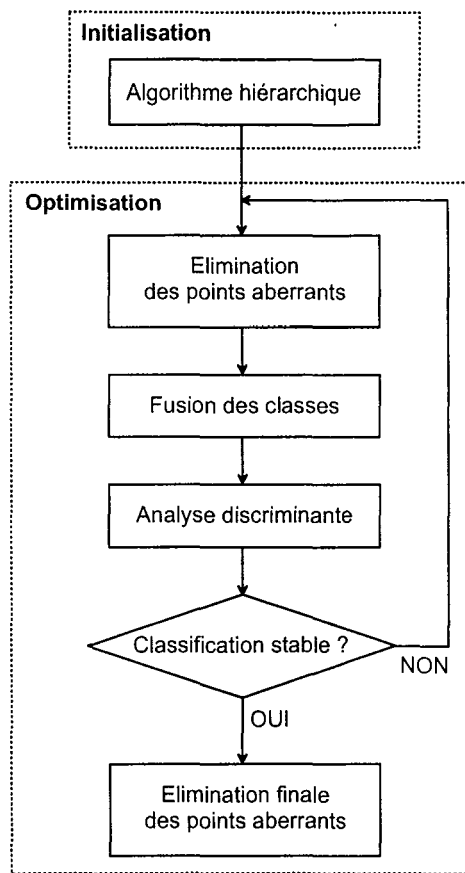 Initialisation
Algorithme hiérarchique
Optimisation
Elimination
des points aberrants
Fusion des classes
Analyse discriminante
Classification stable ?
NON
OUI
Elimination finale
des points aberrants